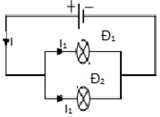 + −
I
I₁ Đ₁
Đ₂
I₁